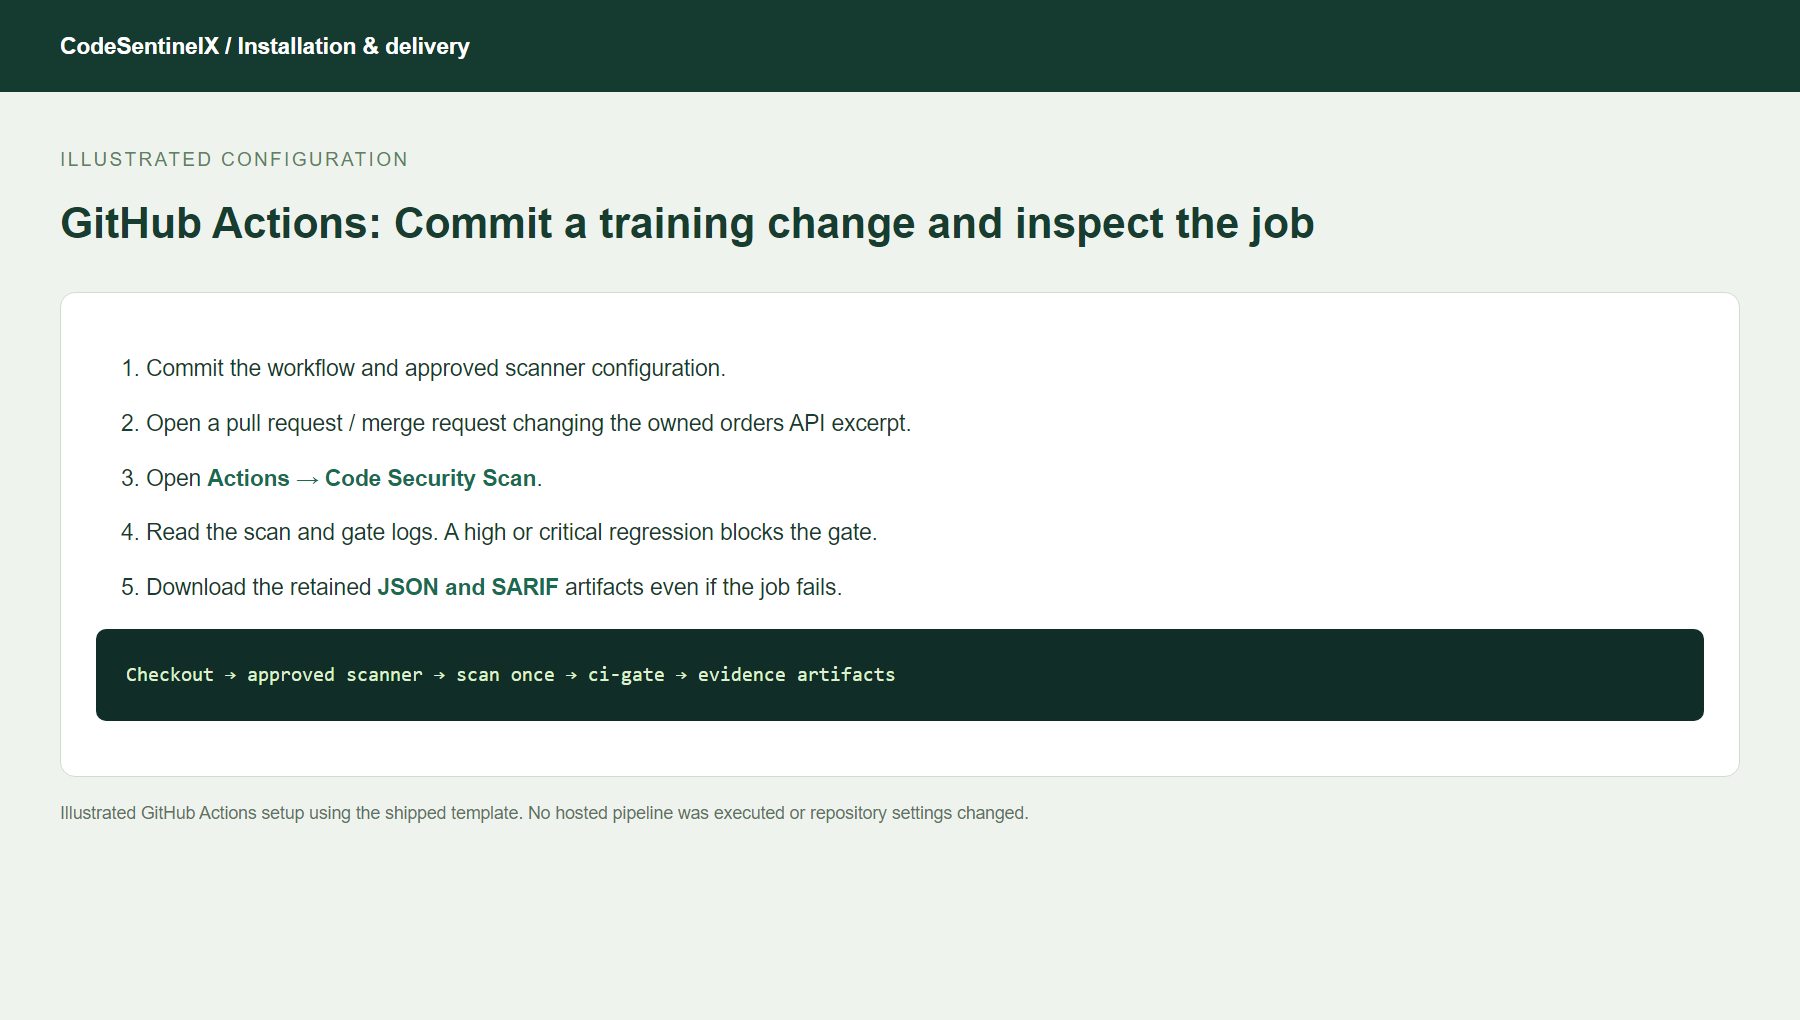 CodeSentinelX / Installation & delivery
ILLUSTRATED CONFIGURATION
GitHub Actions: Commit a training change and inspect the job
1. Commit the workflow and approved scanner configuration.
2. Open a pull request / merge request changing the owned orders API excerpt.
3. Open Actions → Code Security Scan.
4. Read the scan and gate logs. A high or critical regression blocks the gate.
5. Download the retained JSON and SARIF artifacts even if the job fails.
Checkout → approved scanner → scan once → ci-gate → evidence artifacts
Illustrated GitHub Actions setup using the shipped template. No hosted pipeline was executed or repository settings changed.